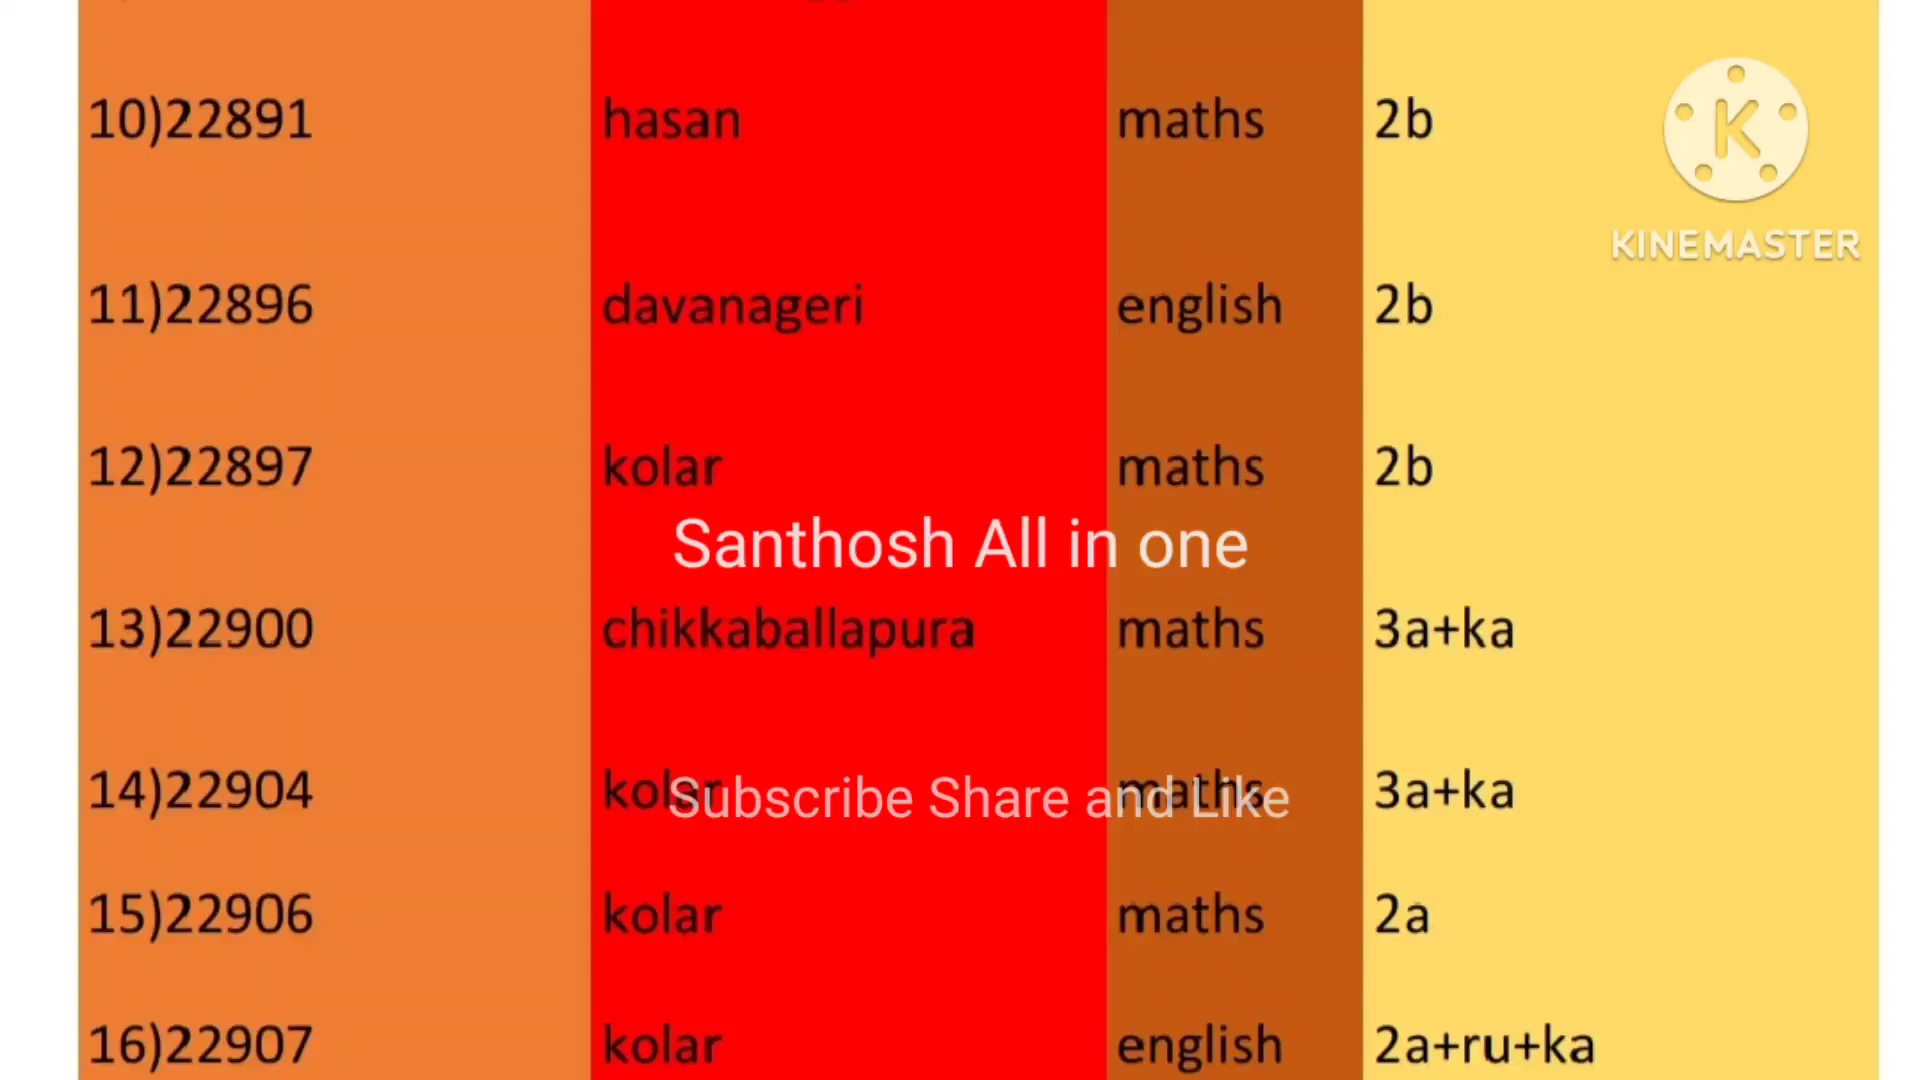 10)22891 hasan maths 2b
K
KINEMASTER
11)22896 davanageri english 2b
12)22897 kolar maths 2b
Santhosh All in one
13)22900 chikkaballapura maths 3a+ka
14)22904 kolar maths 3a+ka
Subscribe Share and Like
15)22906 kolar maths 2a
16)22907 kolar english 2a+ru+ka